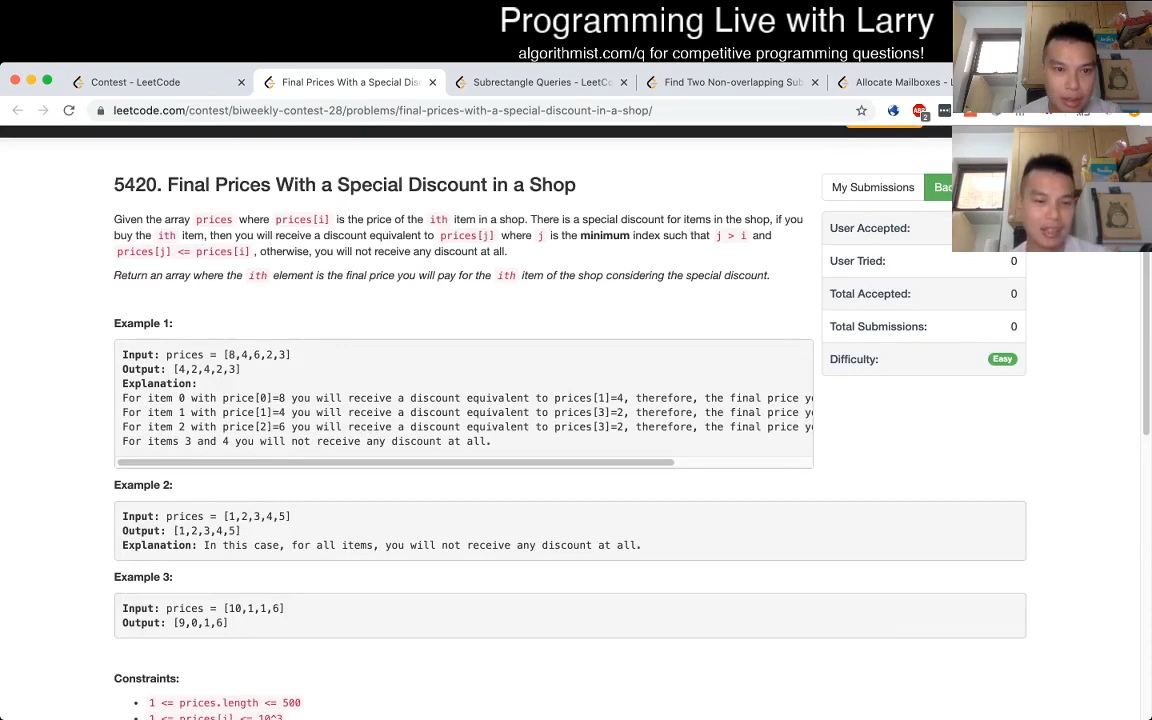 Programming Live with Larry
algorithmist.com/q for competitive programming questions!
Contest - LeetCode
Final Prices With a Special Dis
Subrectangle Queries - LeetCo
Find Two Non-overlapping Sub
Allocate Mailboxes - L
leetcode.com/contest/biweekly-contest-28/problems/final-prices-with-a-special-discount-in-a-shop/
5420. Final Prices With a Special Discount in a Shop
Given the array prices where prices[i] is the price of the ith item in a shop. There is a special discount for items in the shop, if you
buy the ith item, then you will receive a discount equivalent to prices[j] where j is the minimum index such that j > i and
prices[j] <= prices[i] , otherwise, you will not receive any discount at all.
Return an array where the ith element is the final price you will pay for the ith item of the shop considering the special discount.
My Submissions
Bac
User Accepted:
User Tried: 0
Total Accepted: 0
Total Submissions: 0
Difficulty: Easy
Example 1:
Input: prices = [8,4,6,2,3]
Output: [4,2,4,2,3]
Explanation:
For item 0 with price[0]=8 you will receive a discount equivalent to prices[1]=4, therefore, the final price yo
For item 1 with price[1]=4 you will receive a discount equivalent to prices[3]=2, therefore, the final price yo
For item 2 with price[2]=6 you will receive a discount equivalent to prices[3]=2, therefore, the final price yo
For items 3 and 4 you will not receive any discount at all.
Example 2:
Input: prices = [1,2,3,4,5]
Output: [1,2,3,4,5]
Explanation: In this case, for all items, you will not receive any discount at all.
Example 3:
Input: prices = [10,1,1,6]
Output: [9,0,1,6]
Constraints:
1 <= prices.length <= 500
1 <= prices[i] <= 10^3